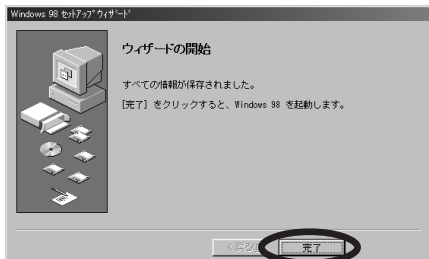 Windows 98 ｾｯﾄｱｯﾌﾟ ｳｨｻﾞｰﾄﾞ
ウィザードの開始
すべての情報が保存されました。
[完了] をクリックすると、Windows 98 を起動します。
< 戻る
完了